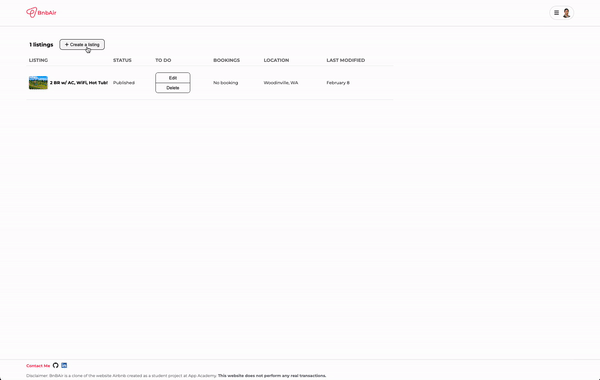 BnbAir
1 listings
+ Create a listing
LISTING STATUS TO DO BOOKINGS LOCATION LAST MODIFIED
2 BR w/ AC, WiFi, Hot Tub! Published Edit No booking Woodinville, WA February 8
Delete
Contact Me
Disclaimer: BnBAir is a clone of the website Airbnb created as a student project at App Academy. This website does not perform any real transactions.